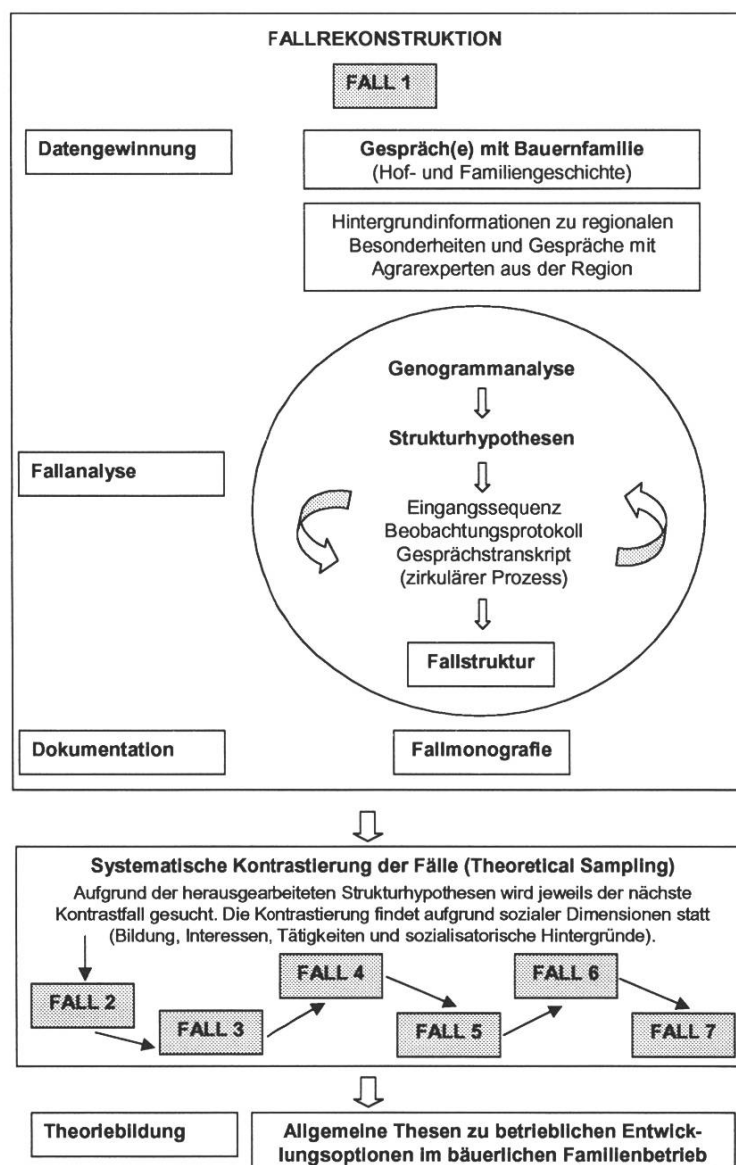 FALLREKONSTRUKTION
FALL 1
Datengewinnung
Gespräch(e) mit Bauernfamilie
(Hof- und Familiengeschichte)
Hintergrundinformationen zu regionalen
Besonderheiten und Gespräche mit
Agrarexperten aus der Region
Genogrammanalyse
Strukturhypothesen
Fallanalyse
Eingangssequenz
Beobachtungsprotokoll
Gesprächstranskript
(zirkulärer Prozess)
Fallstruktur
Dokumentation
Fallmonografie
Systematische Kontrastierung der Fälle (Theoretical Sampling)
Aufgrund der herausgearbeiteten Strukturhypothesen wird jeweils der nächste
Kontrastfall gesucht. Die Kontrastierung findet aufgrund sozialer Dimensionen statt
(Bildung, Interessen, Tätigkeiten und sozialisatorische Hintergründe).
FALL 2
FALL 3
FALL 4
FALL 5
FALL 6
FALL 7
Theoriebildung
Allgemeine Thesen zu betrieblichen Entwick-
lungsoptionen im bäuerlichen Familienbetrieb